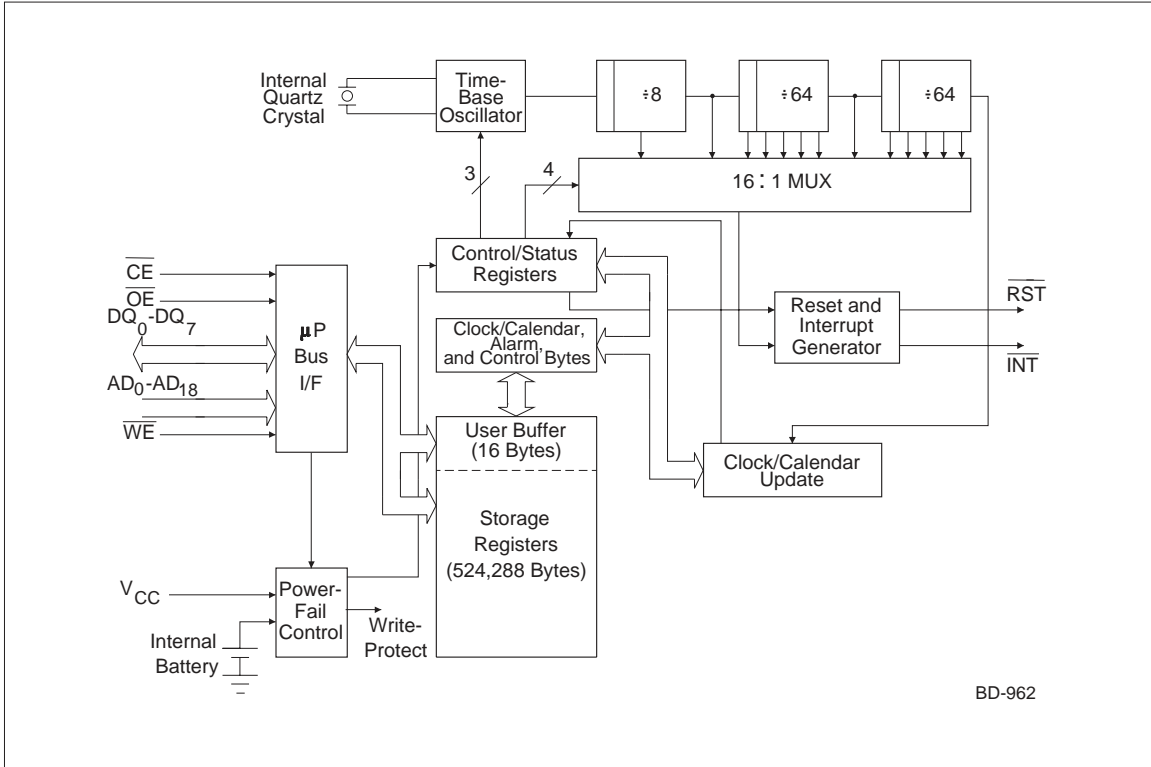 Internal
Quartz
Crystal
Time-
Base
Oscillator
÷8
÷64
÷64
3
4
16 : 1 MUX
Control/Status
Registers
CE
OE
DQ0-DQ7
AD0-AD18
WE
µP
Bus
I/F
Clock/Calendar,
Alarm,
and Control Bytes
Reset and
Interrupt
Generator
RST
INT
User Buffer
(16 Bytes)
Clock/Calendar
Update
Storage
Registers
(524,288 Bytes)
VCC
Power-
Fail
Control
Write-
Protect
Internal
Battery
BD-962